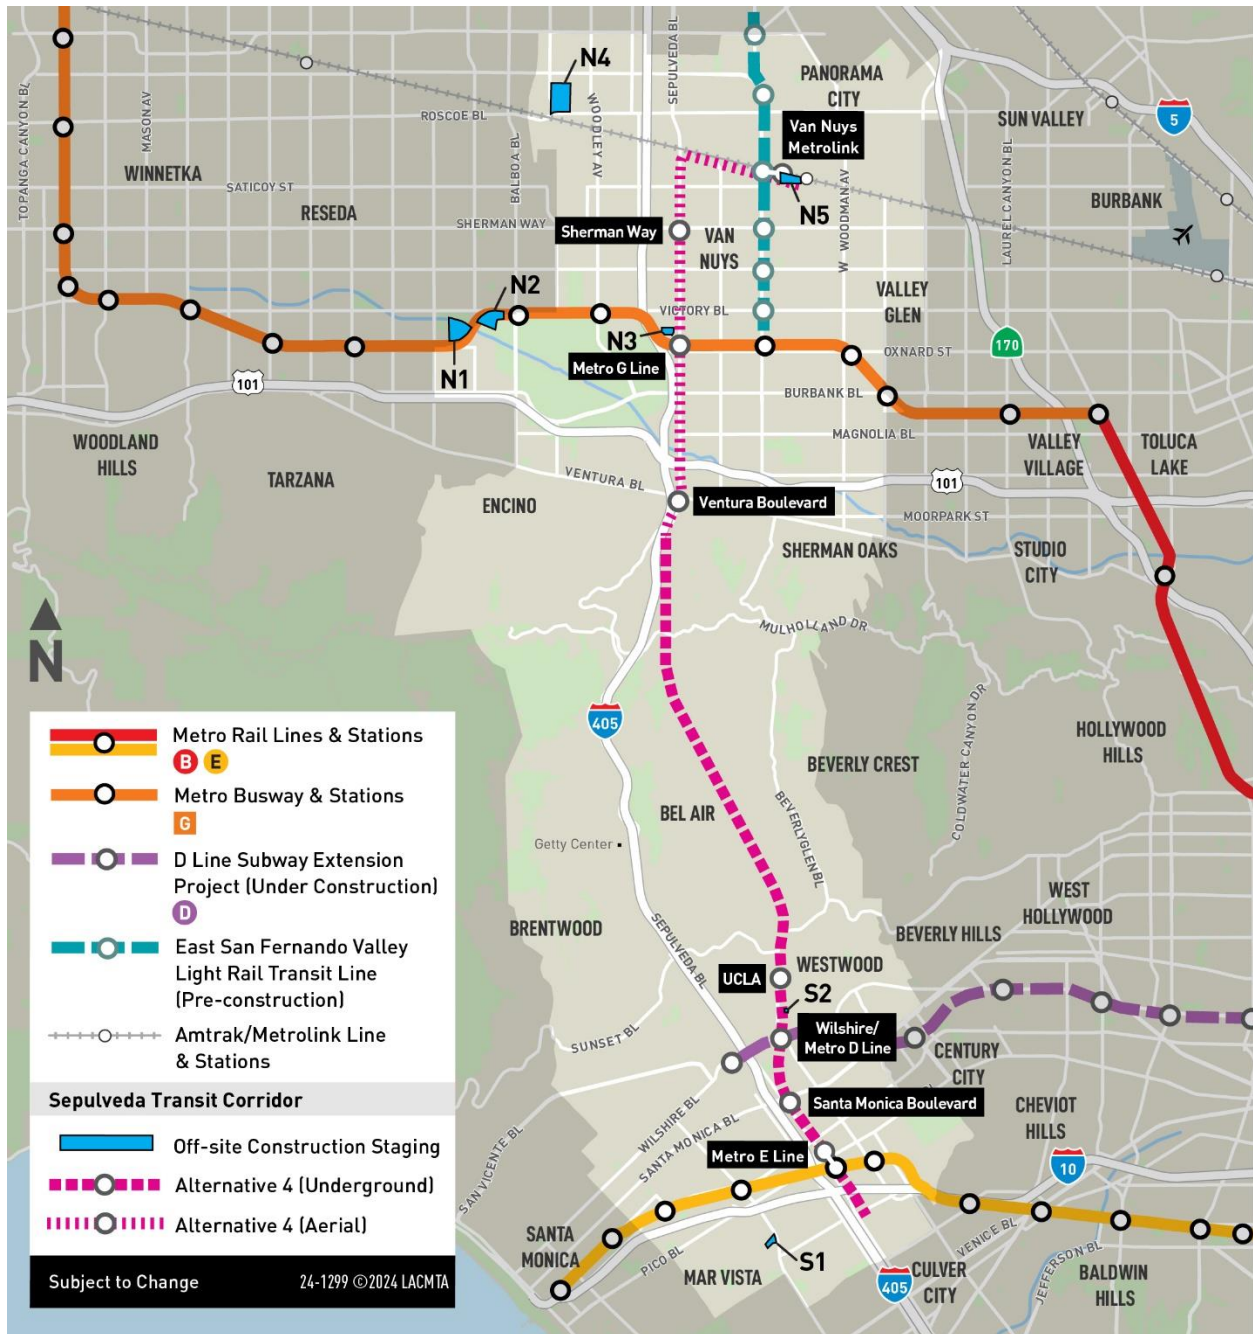 N4
SEPULVEDA BL
PANORAMA
CITY
5
TOPANGA CANYON BL
MASON AV
ROSCOE BL
WOODLEY AV
SUN VALLEY
Van Nuys
Metrolink
WINNETKA
SATICOY ST
BALBOA BL
N5
LAUREL CANYON BL
BURBANK
RESEDA
SHERMAN WAY
Sherman Way
VAN
NUYS
W WOODMAN AV
N2
VICTORY BL
VALLEY
GLEN
N1
N3
Metro G Line
OXNARD ST
170
101
BURBANK BL
WOODLAND
HILLS
MAGNOLIA BL
VALLEY
VILLAGE
TOLUCA
LAKE
TARZANA
VENTURA BL
101
ENCINO
Ventura Boulevard
MOORPARK ST
SHERMAN OAKS
STUDIO
CITY
N
MULHOLLAND DR
405
COLDWATER CANYON DR
HOLLYWOOD
HILLS
BEVERLY CREST
BEL AIR
BEVERLYGLEN BL
Getty Center
WEST
HOLLYWOOD
BRENTWOOD
SEPULVEDA BL
BEVERLY HILLS
UCLA
WESTWOOD
S2
SUNSET BL
Wilshire/
Metro D Line
CENTURY
CITY
Santa Monica Boulevard
CHEVIOT
HILLS
WILSHIRE BL
SANTA MONICA BL
SAN VICENTE BL
Metro E Line
10
SANTA
MONICA
PICO BL
S1
MAR VISTA
VENICE BL
JEFFERSON BL
405
CULVER
CITY
BALDWIN
HILLS
Metro Rail Lines & Stations
B E
Metro Busway & Stations
G
D Line Subway Extension
Project (Under Construction)
D
East San Fernando Valley
Light Rail Transit Line
(Pre-construction)
Amtrak/Metrolink Line
& Stations
Sepulveda Transit Corridor
Off-site Construction Staging
Alternative 4 (Underground)
Alternative 4 (Aerial)
Subject to Change 24-1299 ©2024 LACMTA